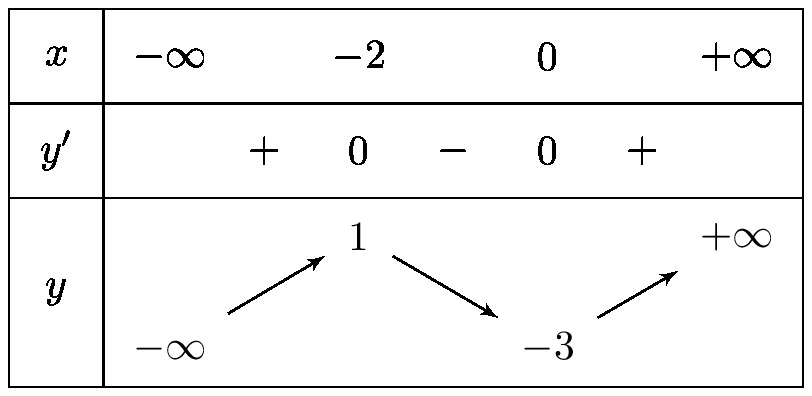 x −∞ −2 0 +∞
y′ + 0 − 0 +
1 +∞
y
−∞ −3